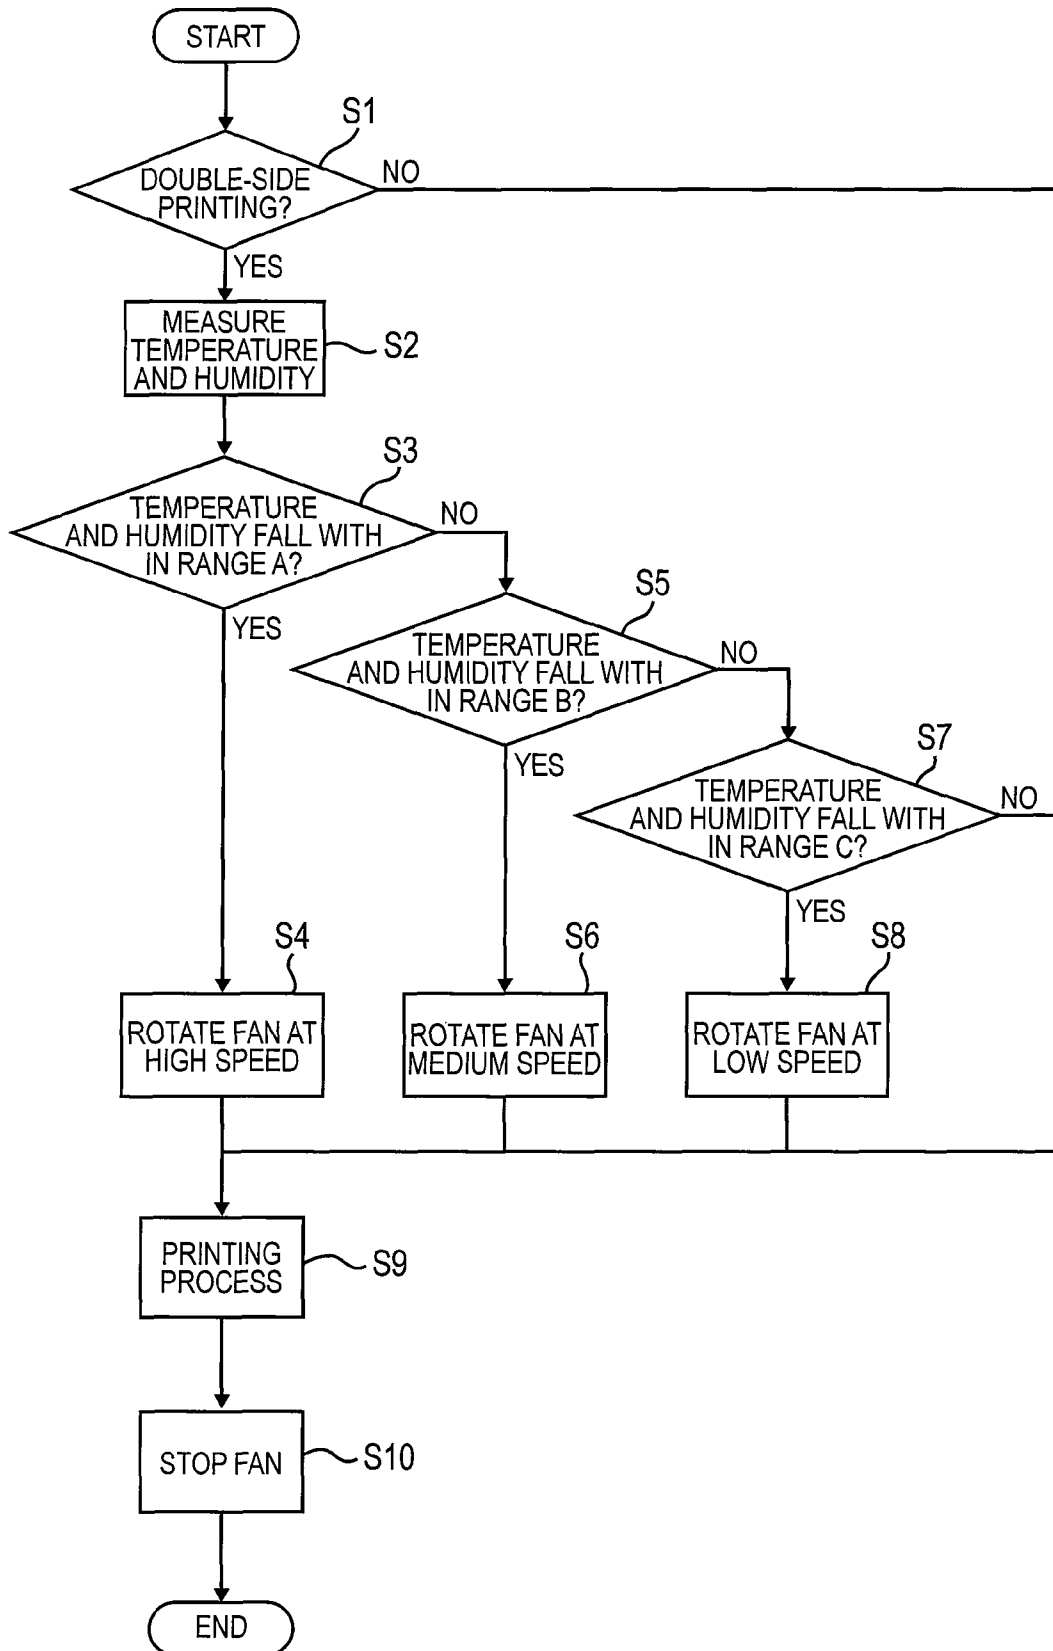 START
S1
DOUBLE-SIDE
PRINTING?
NO
YES
MEASURE
TEMPERATURE
AND HUMIDITY
S2
S3
TEMPERATURE
AND HUMIDITY FALL WITH
IN RANGE A?
NO
YES
S5
TEMPERATURE
AND HUMIDITY FALL WITH
IN RANGE B?
NO
YES
S7
TEMPERATURE
AND HUMIDITY FALL WITH
IN RANGE C?
NO
YES
S4
ROTATE FAN AT
HIGH SPEED
S6
ROTATE FAN AT
MEDIUM SPEED
S8
ROTATE FAN AT
LOW SPEED
PRINTING
PROCESS
S9
STOP FAN
S10
END